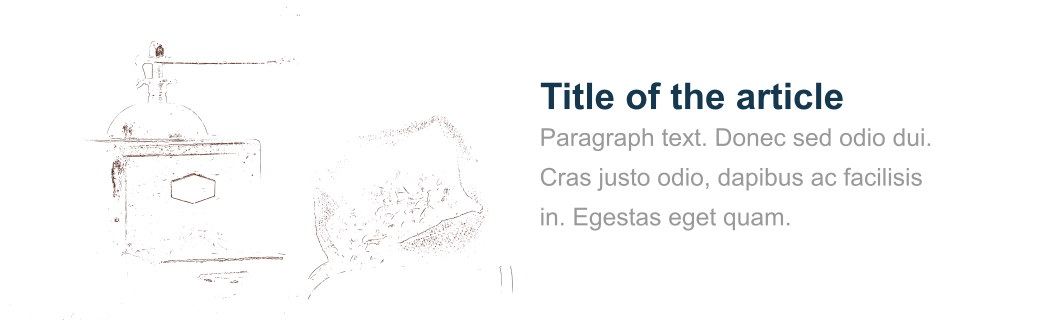 Title of the article
Paragraph text. Donec sed odio dui.
Cras justo odio, dapibus ac facilisis
in. Egestas eget quam.